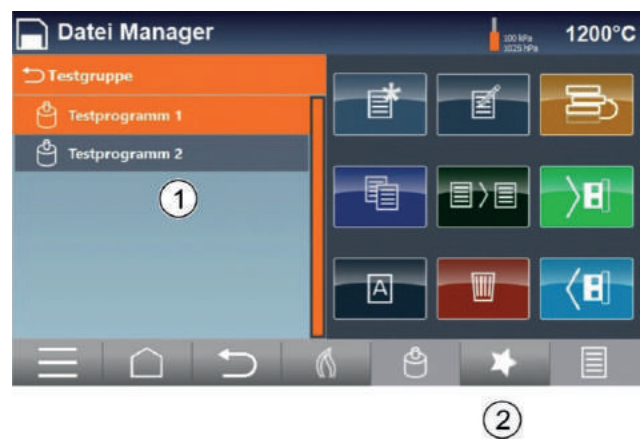 Datei Manager
100 kPa
1025 hPa
1200°C
Testgruppe
Testprogramm 1
Testprogramm 2
1
A
2